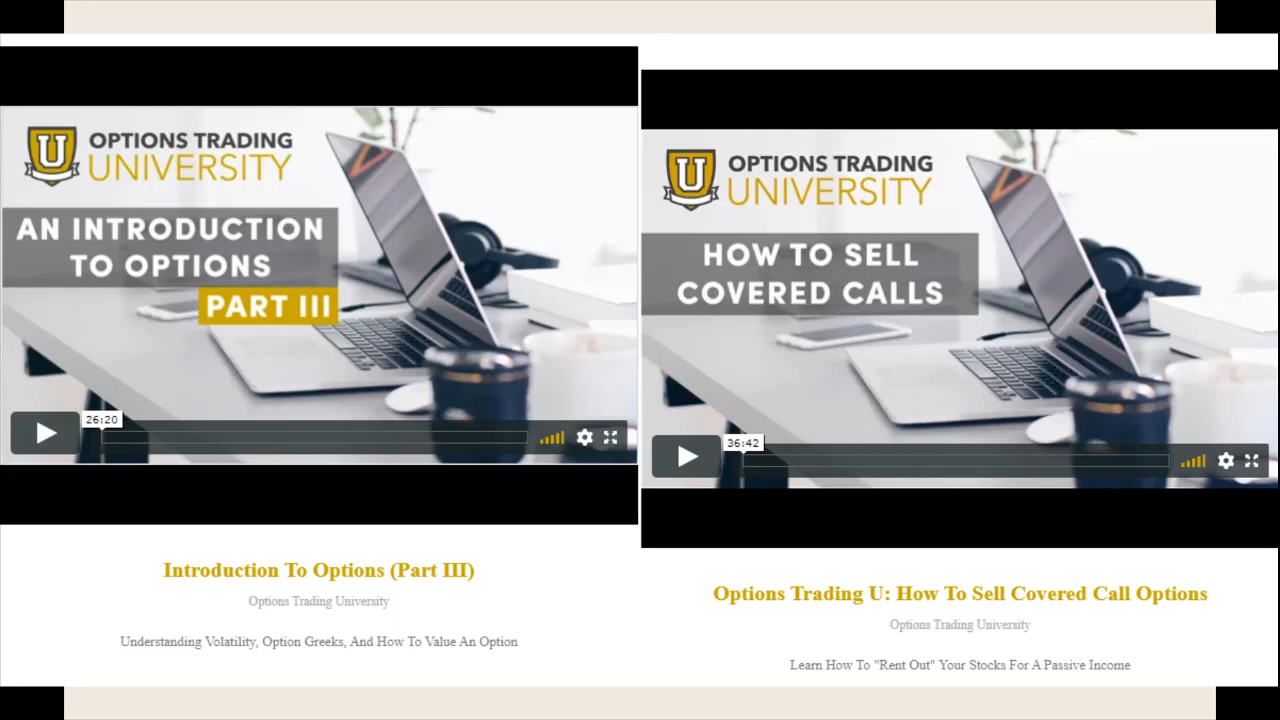 U
OPTIONS TRADING
UNIVERSITY
AN INTRODUCTION
TO OPTIONS
PART III
26:20
Introduction To Options (Part III)
Options Trading University
Understanding Volatility, Option Greeks, And How To Value An Option
U
OPTIONS TRADING
UNIVERSITY
HOW TO SELL
COVERED CALLS
36:42
Options Trading U: How To Sell Covered Call Options
Options Trading University
Learn How To "Rent Out" Your Stocks For A Passive Income